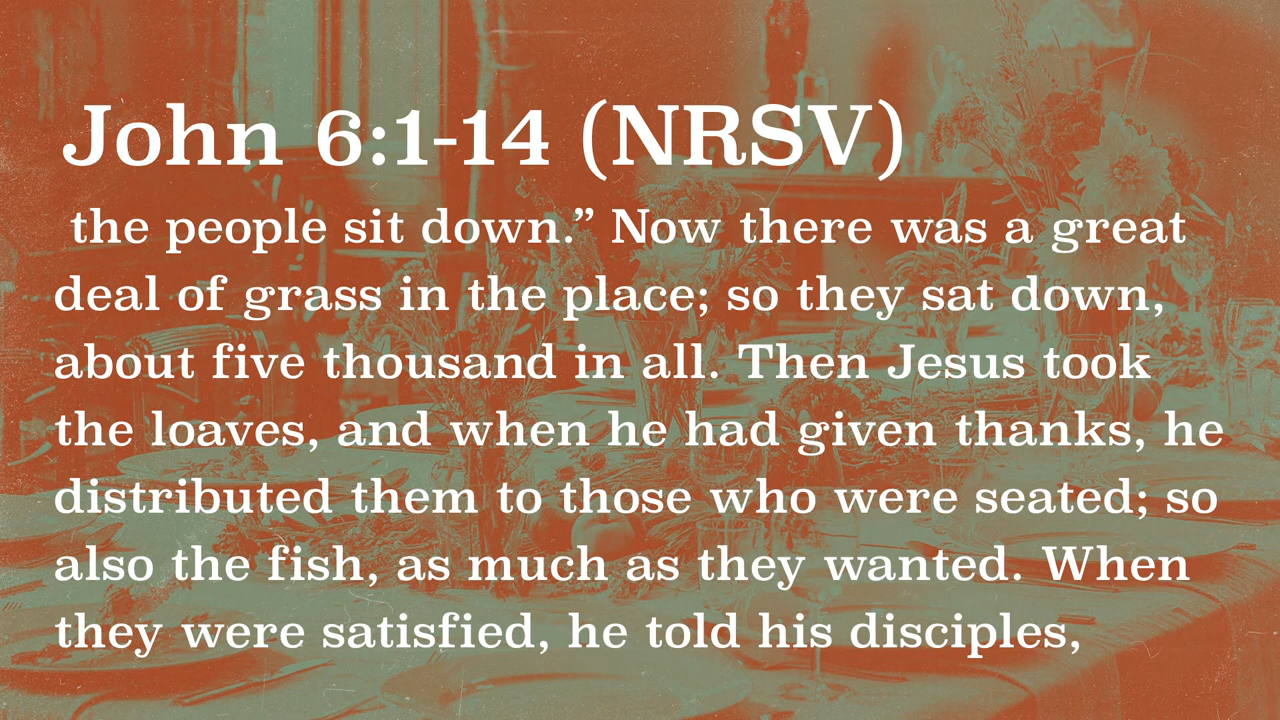 John 6:1-14 (NRSV)
the people sit down.” Now there was a great
deal of grass in the place; so they sat down,
about five thousand in all. Then Jesus took
the loaves, and when he had given thanks, he
distributed them to those who were seated; so
also the fish, as much as they wanted. When
they were satisfied, he told his disciples,